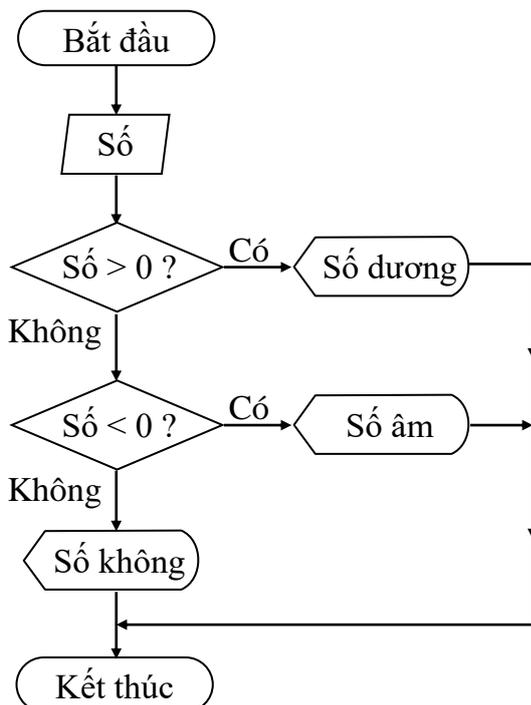 Bắt đầu
Số
Số > 0 ?
Có
Số dương
Không
Số < 0 ?
Có
Số âm
Không
Số không
Kết thúc